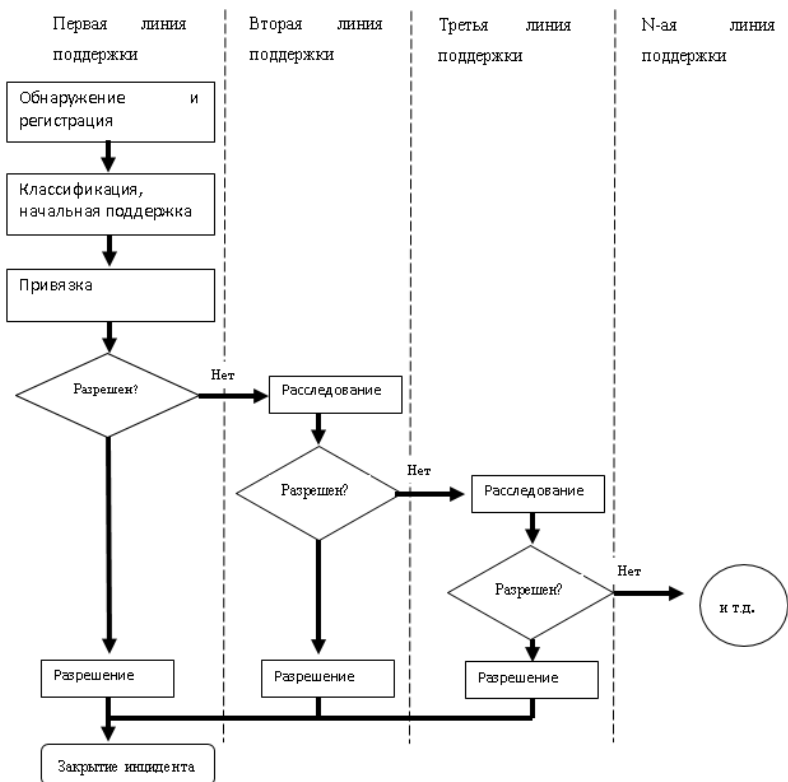 Первая линия
поддержки
Вторая линия
поддержки
Третья линия
поддержки
N-ая линия
поддержки
Обнаружение и
регистрация
Классификация,
начальная поддержка
Привязка
Разрешен?
Нет
Расследование
Разрешен?
Нет
Расследование
Разрешен?
Нет
и т.д.
Разрешение
Разрешение
Разрешение
Закрытие инцидента